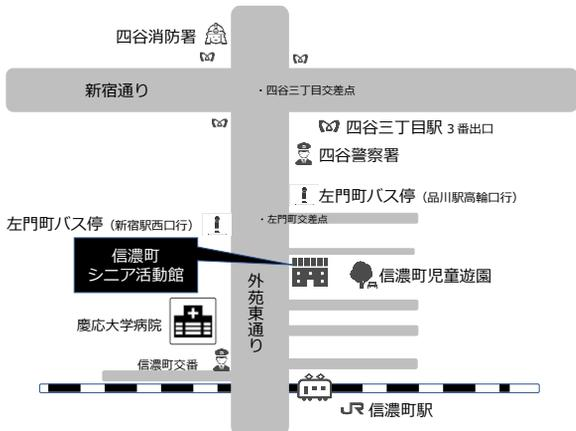 四谷消防署
新宿通り
・四谷三丁目交差点
四谷三丁目駅 3番出口
四谷警察署
左門町バス停 (品川駅高輪口行)
左門町バス停 (新宿駅西口行)
・左門町交差点
信濃町
シニア活動館
信濃町児童遊園
外苑東通り
慶応大学病院
信濃町交番
JR 信濃町駅